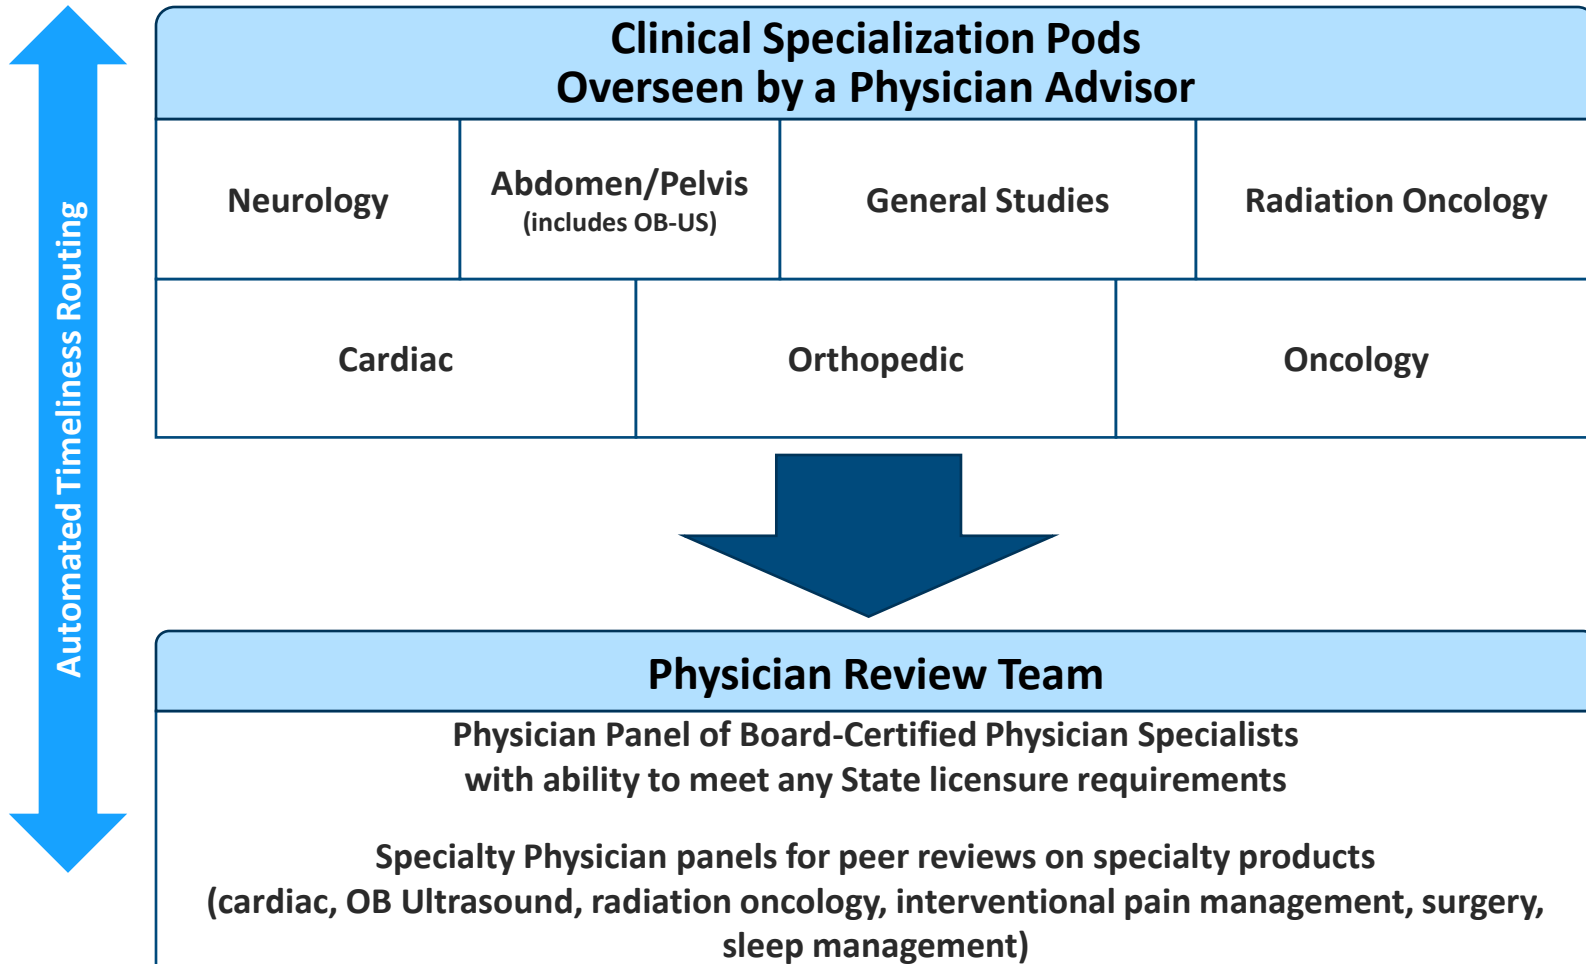 Automated Timeliness Routing
Clinical Specialization Pods
Overseen by a Physician Advisor
Neurology
Abdomen/Pelvis
(includes OB-US)
General Studies
Radiation Oncology
Cardiac
Orthopedic
Oncology
Physician Review Team
Physician Panel of Board-Certified Physician Specialists
with ability to meet any State licensure requirements
Specialty Physician panels for peer reviews on specialty products
(cardiac, OB Ultrasound, radiation oncology, interventional pain management, surgery,
sleep management)